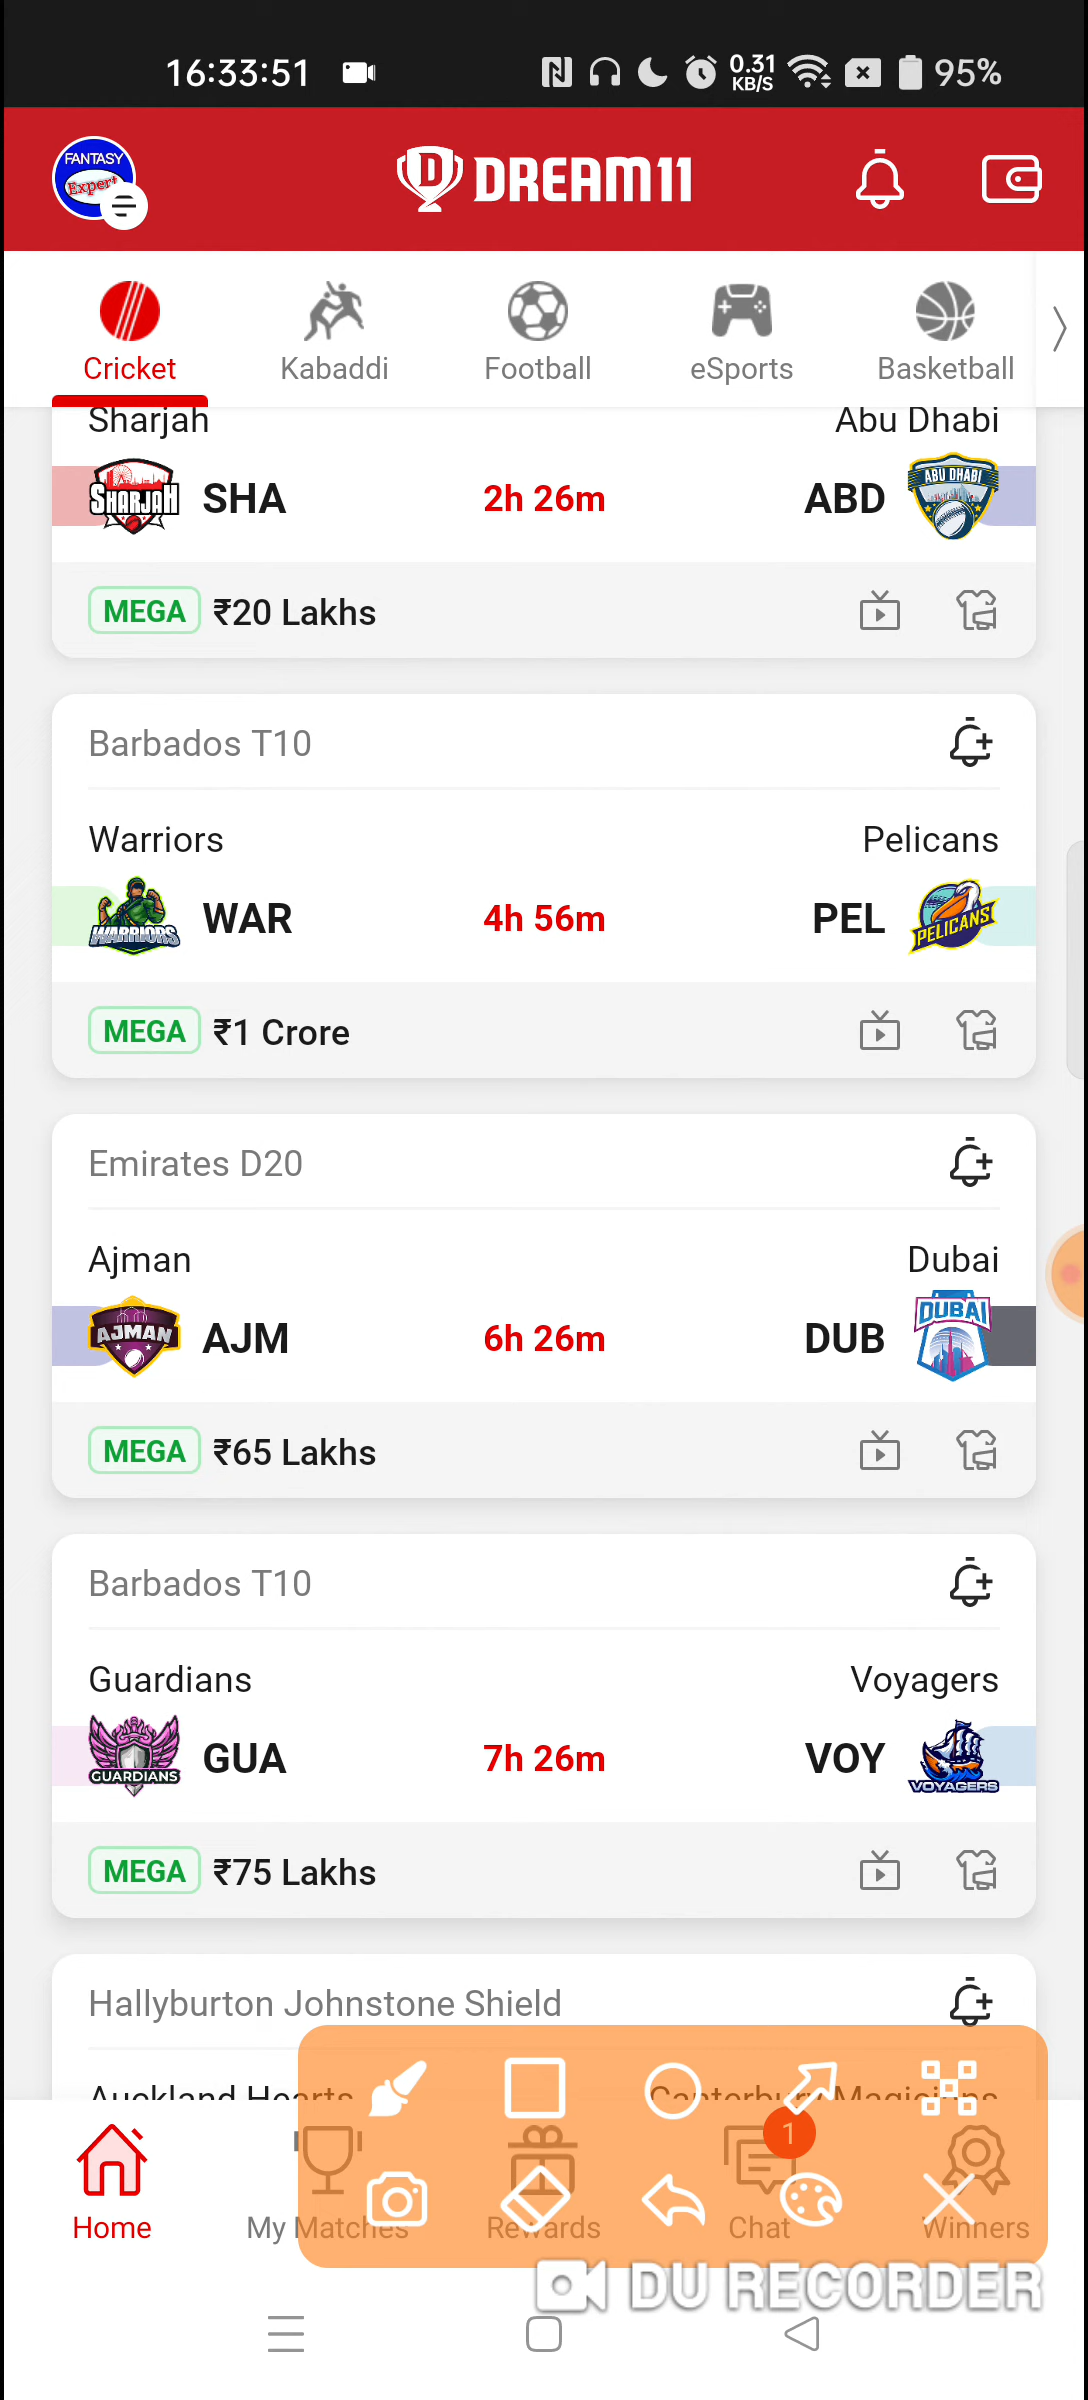 16:33:51
0.31 KB/S
95%
FANTASY
Expert
DREAM11
Cricket
Kabaddi
Football
eSports
Basketball
Sharjah
Abu Dhabi
SHARJAH
SHA
2h 26m
ABD
ABU DHABI
MEGA
₹20 Lakhs
Barbados T10
Warriors
Pelicans
WARRIORS
WAR
4h 56m
PEL
PELICANS
MEGA
₹1 Crore
Emirates D20
Ajman
Dubai
AJMAN
AJM
6h 26m
DUB
DUBAI
MEGA
₹65 Lakhs
Barbados T10
Guardians
Voyagers
GUARDIANS
GUA
7h 26m
VOY
VOYAGERS
MEGA
₹75 Lakhs
Hallyburton Johnstone Shield
Auckland Hearts
Canterbury Magicians
1
Home
My Matches
Rewards
Chat
Winners
DU RECORDER